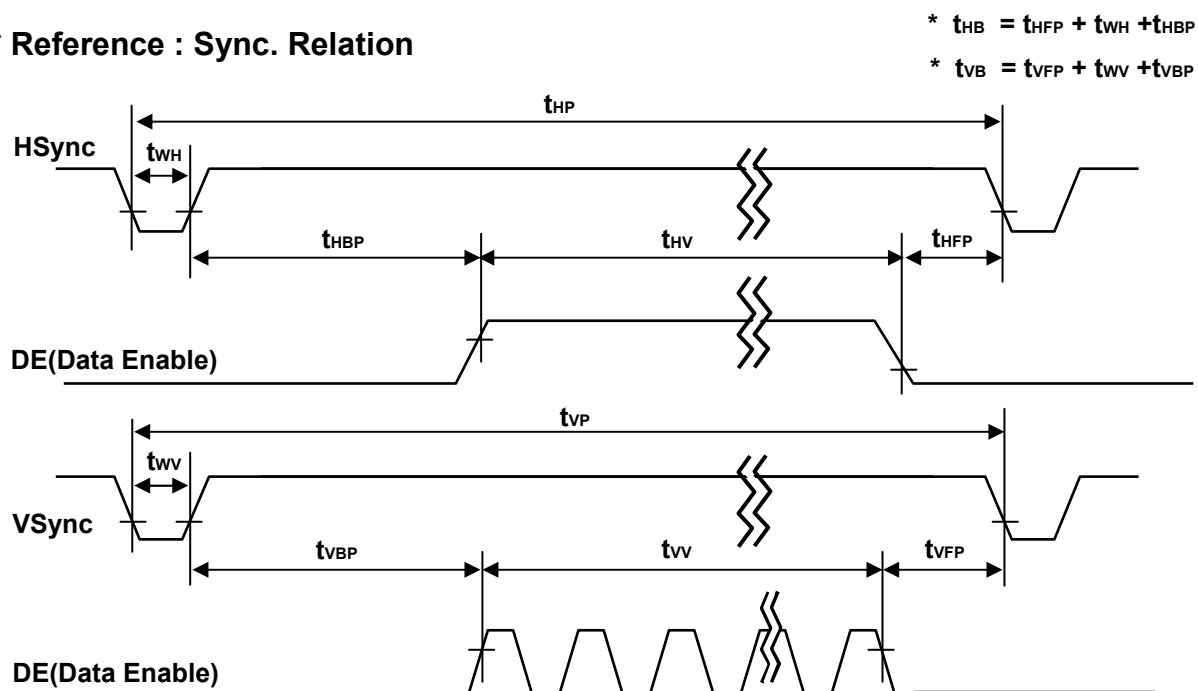 * Reference : Sync. Relation
* tHB = tHFP + tWH +tHBP
* tVB = tVFP + tWV +tVBP
tHP
HSync
tWH
tHBP
tHV
tHFP
DE(Data Enable)
tVP
tWV
VSync
tVBP
tVV
tVFP
DE(Data Enable)